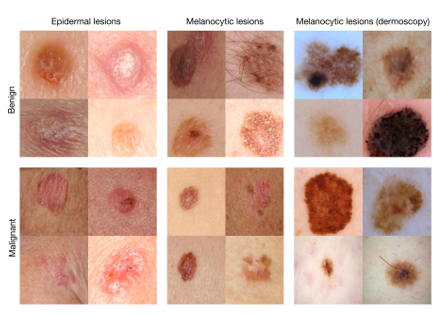 Epidermal lesions
Melanocytic lesions
Melanocytic lesions (dermoscopy)
Benign
Malignant